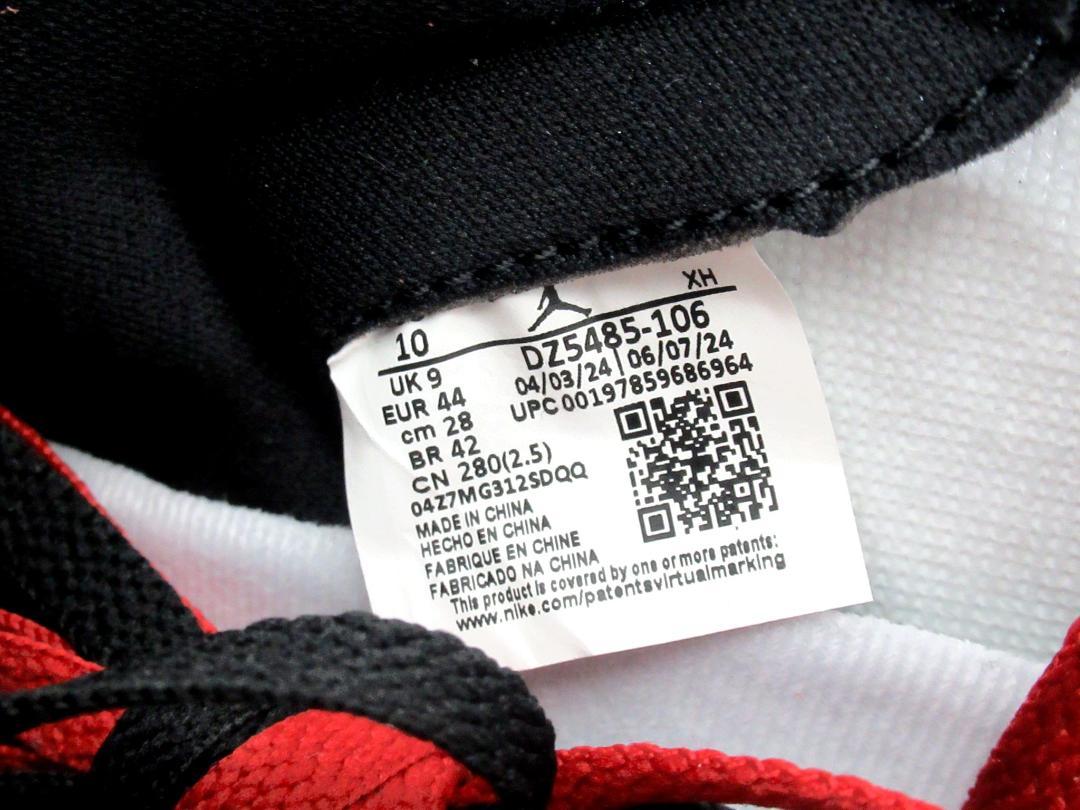 10 XH
UK 9
EUR 44
cm 28
BR 42
CN 280(2.5)
04Z7MG312SDQQ
DZ5485-106
04/03/24 | 06/07/24
UPC 00197859686964
MADE IN CHINA
HECHO EN CHINA
FABRIQUE EN CHINE
FABRICADO NA CHINA
This product is covered by one or more patents:
www.nike.com/patentsvirtualmarking